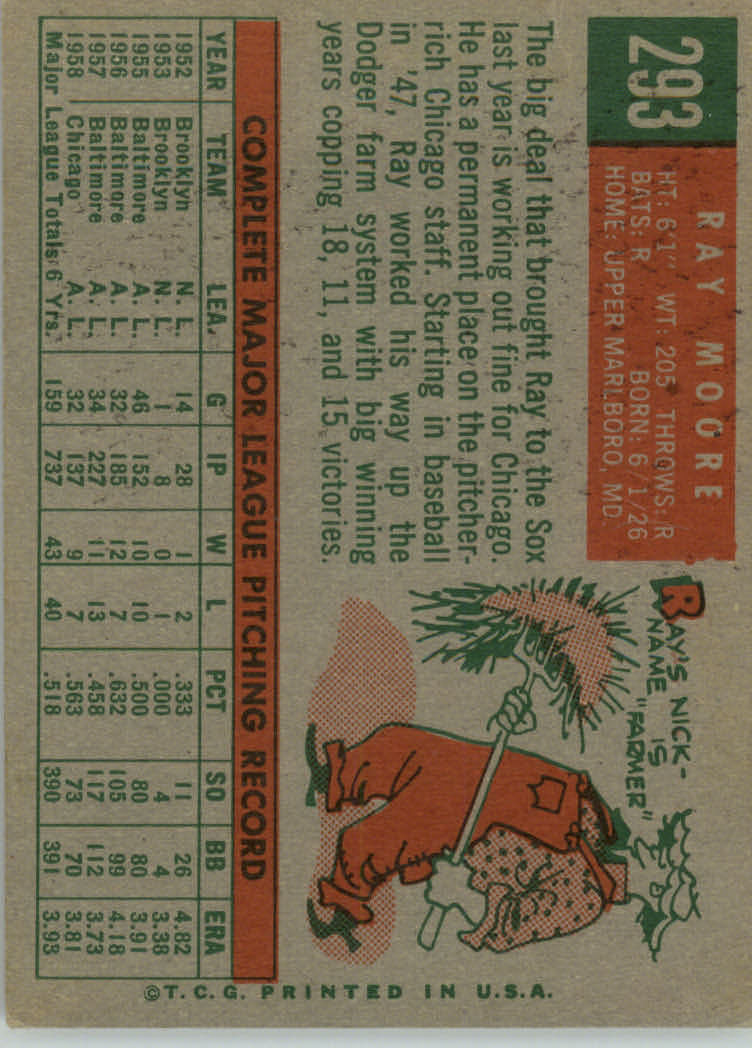 293
RAY MOORE
HT: 6'1" WT: 205 THROWS: R
BATS: R BORN: 6/1/26
HOME: UPPER MARLBORO, MD.
RAY'S NICK-
NAME IS
"FARMER"
The big deal that brought Ray to the Sox
last year is working out fine for Chicago.
He has a permanent place on the pitcher-
rich Chicago staff. Starting in baseball
in '47, Ray worked his way up the
Dodger farm system with big winning
years copping 18, 11, and 15 victories.
COMPLETE MAJOR LEAGUE PITCHING RECORD
YEAR TEAM LEA. G IP W L PCT SO BB ERA
1952 Brooklyn N. L. 14 28 1 2 .333 11 26 4.82
1953 Brooklyn N. L. 1 8 0 1 .000 4 4 3.38
1955 Baltimore A. L. 46 152 10 10 .500 80 80 3.91
1956 Baltimore A. L. 32 185 12 7 .632 105 99 4.18
1957 Baltimore A. L. 34 227 11 13 .458 117 112 3.73
1958 Chicago A. L. 32 137 9 7 .563 73 70 3.81
Major League Totals 6 Yrs. 159 737 43 40 .518 390 391 3.93
©T.C.G. PRINTED IN U.S.A.